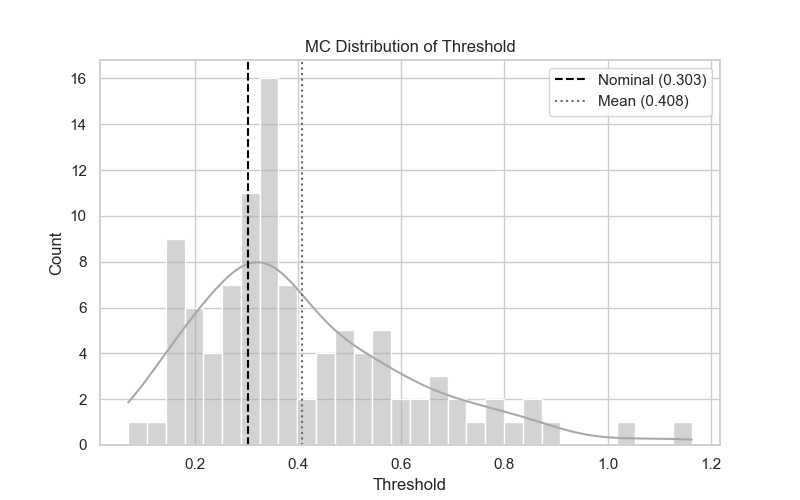 MC Distribution of Threshold
Nominal (0.303)
Mean (0.408)
Count
16
14
12
10
8
6
4
2
0
0.2 0.4 0.6 0.8 1.0 1.2
Threshold